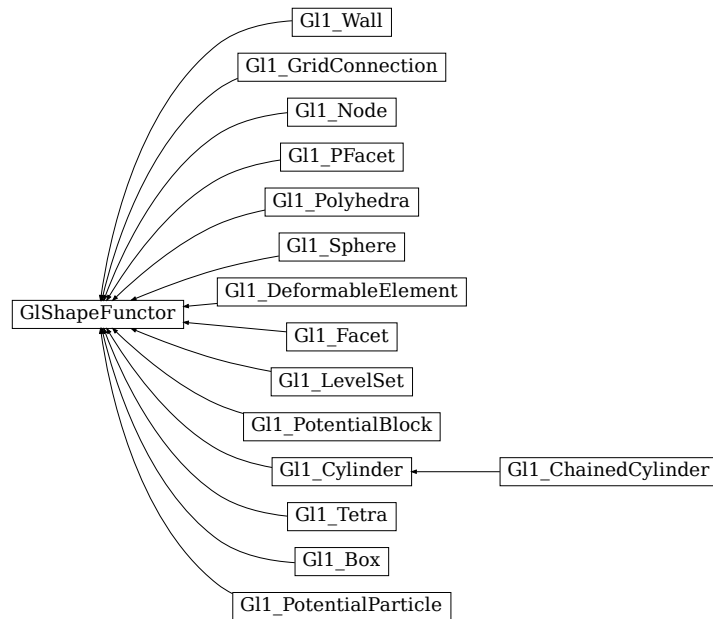 Gl1_Wall
Gl1_GridConnection
Gl1_Node
Gl1_PFacet
Gl1_Polyhedra
Gl1_Sphere
Gl1_DeformableElement
GlShapeFunctor
Gl1_Facet
Gl1_LevelSet
Gl1_PotentialBlock
Gl1_Cylinder
Gl1_ChainedCylinder
Gl1_Tetra
Gl1_Box
Gl1_PotentialParticle